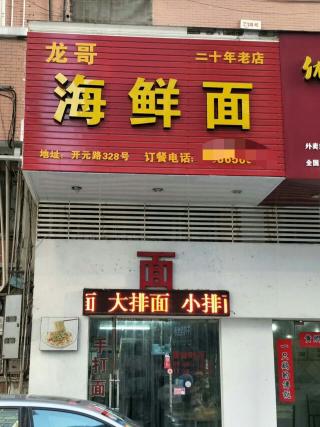 龙哥
二十年老店
海鲜面
地址：开元路328号
订餐电话：
面
面 大排面 小排面
手打面